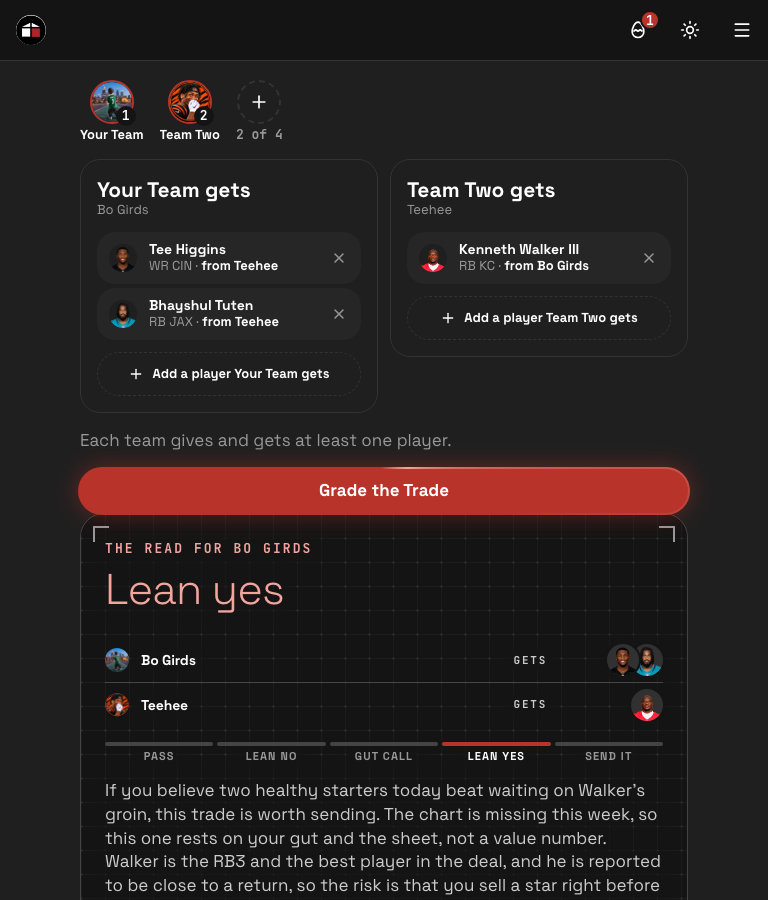 1
1
2
Your Team
Team Two
2 of 4
Your Team gets
Bo Girds
Tee Higgins
WR CIN · from Teehee
Bhayshul Tuten
RB JAX · from Teehee
Add a player Your Team gets
Team Two gets
Teehee
Kenneth Walker III
RB KC · from Bo Girds
Add a player Team Two gets
Each team gives and gets at least one player.
Grade the Trade
THE READ FOR BO GIRDS
Lean yes
Bo Girds GETS
Teehee GETS
PASS LEAN NO GUT CALL LEAN YES SEND IT
If you believe two healthy starters today beat waiting on Walker's
groin, this trade is worth sending. The chart is missing this week, so
this one rests on your gut and the sheet, not a value number.
Walker is the RB3 and the best player in the deal, and he is reported
to be close to a return, so the risk is that you sell a star right before